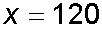 x = 120